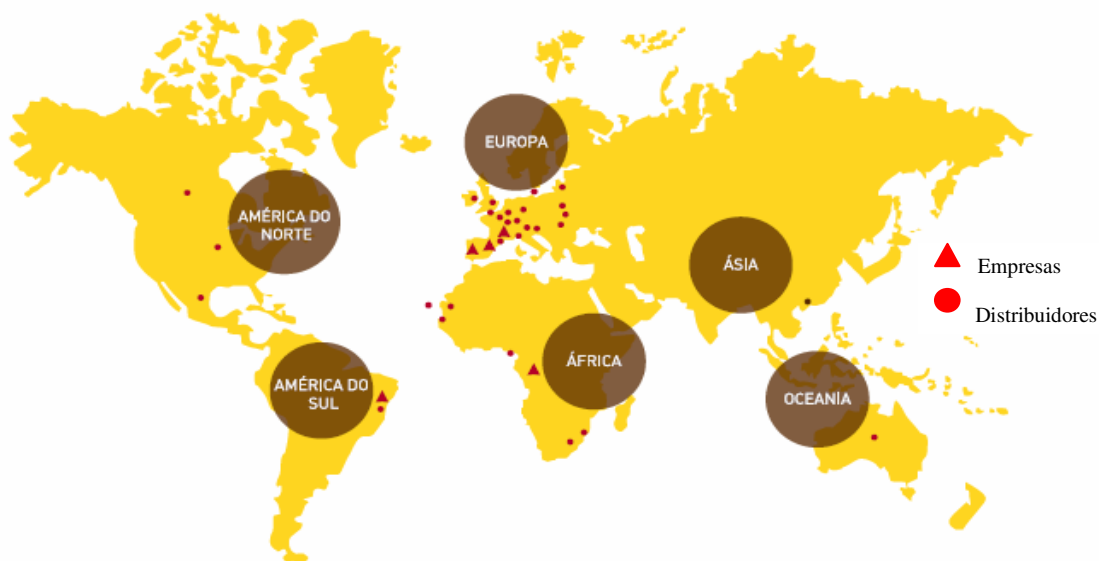 EUROPA
AMÉRICA DO
NORTE
ÁSIA
Empresas
Distribuidores
ÁFRICA
AMÉRICA DO
SUL
OCEANIA